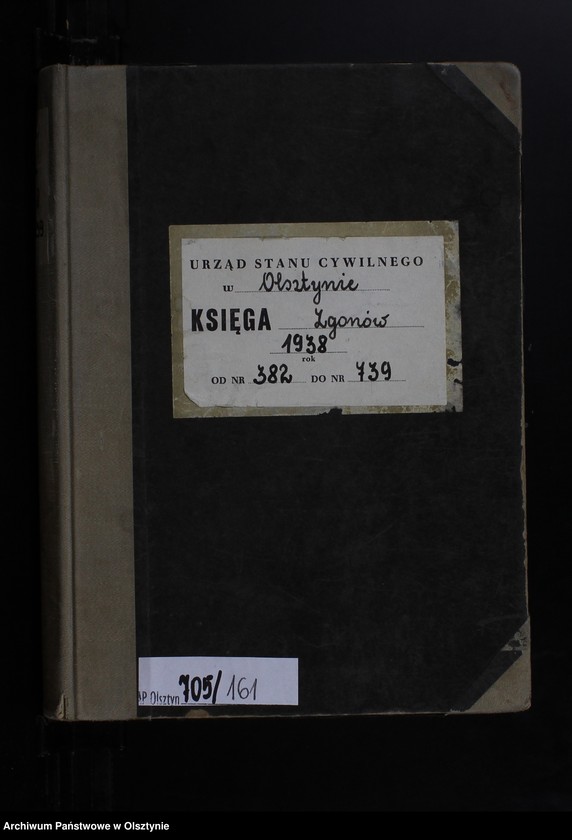 URZĄD STANU CYWILNEGO
w Olsztynie
KSIĘGA Zgonów
1938
rok
OD NR 382 DO NR 739
AP Olsztyn 705/161
Archiwum Państwowe w Olsztynie